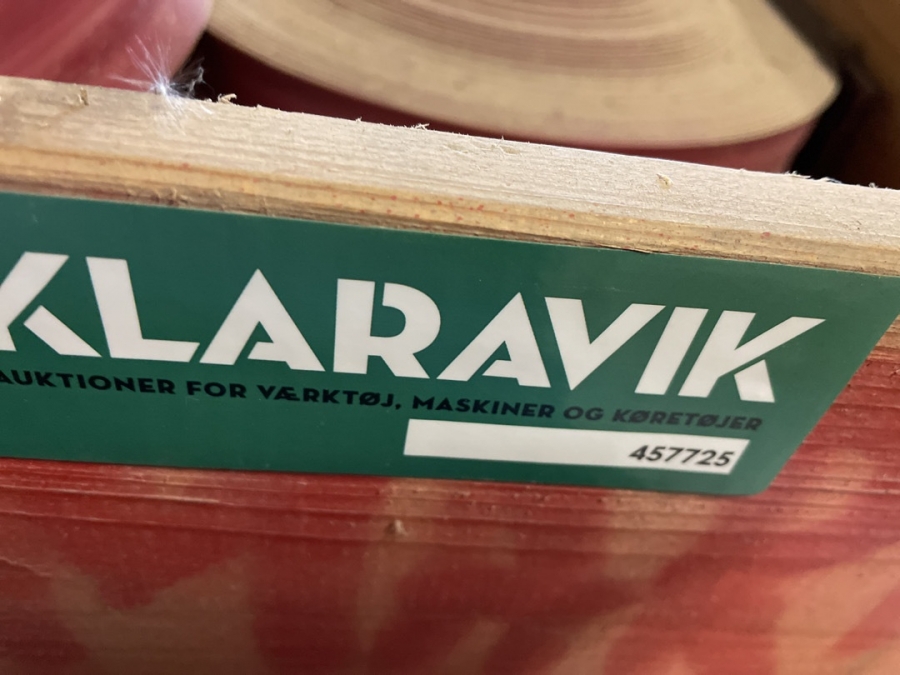 KLARAVIK
AUKTIONER FOR VÆRKTØJ, MASKINER OG KØRETØJER
457725